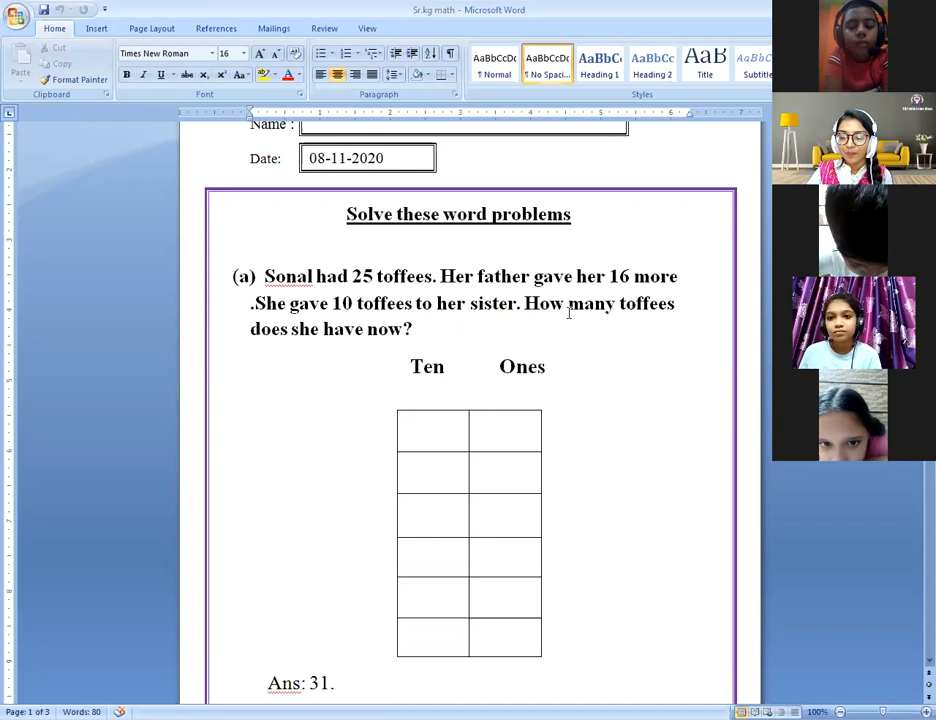 Sr.kg math - Microsoft Word
Home Insert Page Layout References Mailings Review View
Cut
Copy
Paste
Format Painter
Clipboard
Times New Roman 16
Font
Paragraph
AaBbCcDc AaBbCcDc AaBbC AaBbCc AaB AaBbCc
¶ Normal ¶ No Spaci... Heading 1 Heading 2 Title Subtitle
Styles
Name :
Date: 08-11-2020
Solve these word problems
(a) Sonal had 25 toffees. Her father gave her 16 more
.She gave 10 toffees to her sister. How many toffees
does she have now?
Ten Ones
Ans: 31.
Page: 1 of 3 Words: 80 100%